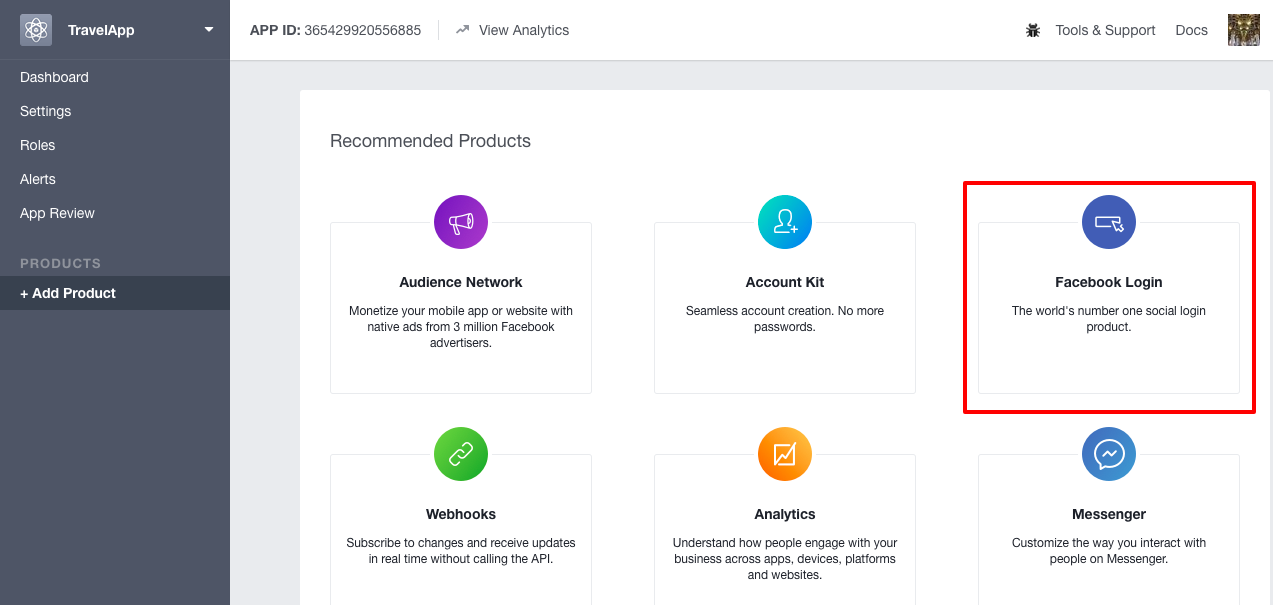 TravelApp
APP ID: 365429920556885
View Analytics
Tools & Support
Docs
Dashboard
Settings
Roles
Alerts
App Review
PRODUCTS
+ Add Product
Recommended Products
Audience Network
Monetize your mobile app or website with
native ads from 3 million Facebook
advertisers.
Account Kit
Seamless account creation. No more
passwords.
Facebook Login
The world's number one social login
product.
Webhooks
Subscribe to changes and receive updates
in real time without calling the API.
Analytics
Understand how people engage with your
business across apps, devices, platforms
and websites.
Messenger
Customize the way you interact with
people on Messenger.